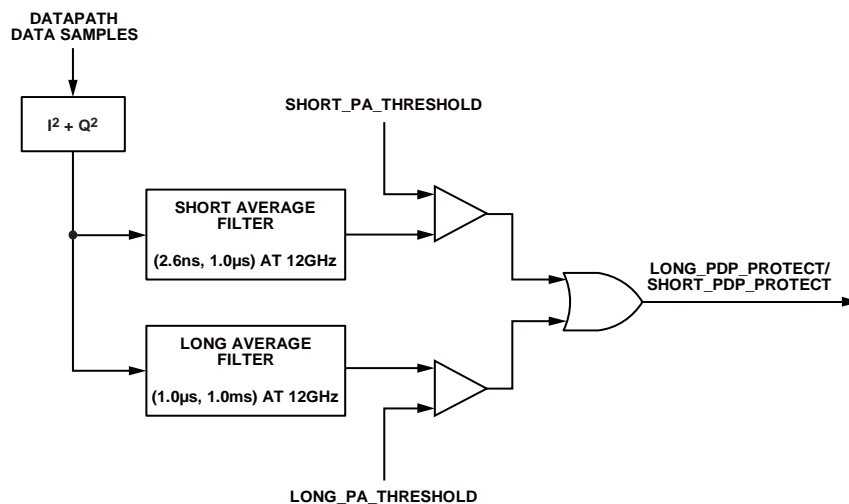 DATAPATH
DATA SAMPLES
I² + Q²
SHORT_PA_THRESHOLD
SHORT AVERAGE
FILTER
(2.6ns, 1.0µs) AT 12GHz
LONG_PDP_PROTECT/
SHORT_PDP_PROTECT
LONG AVERAGE
FILTER
(1.0µs, 1.0ms) AT 12GHz
LONG_PA_THRESHOLD